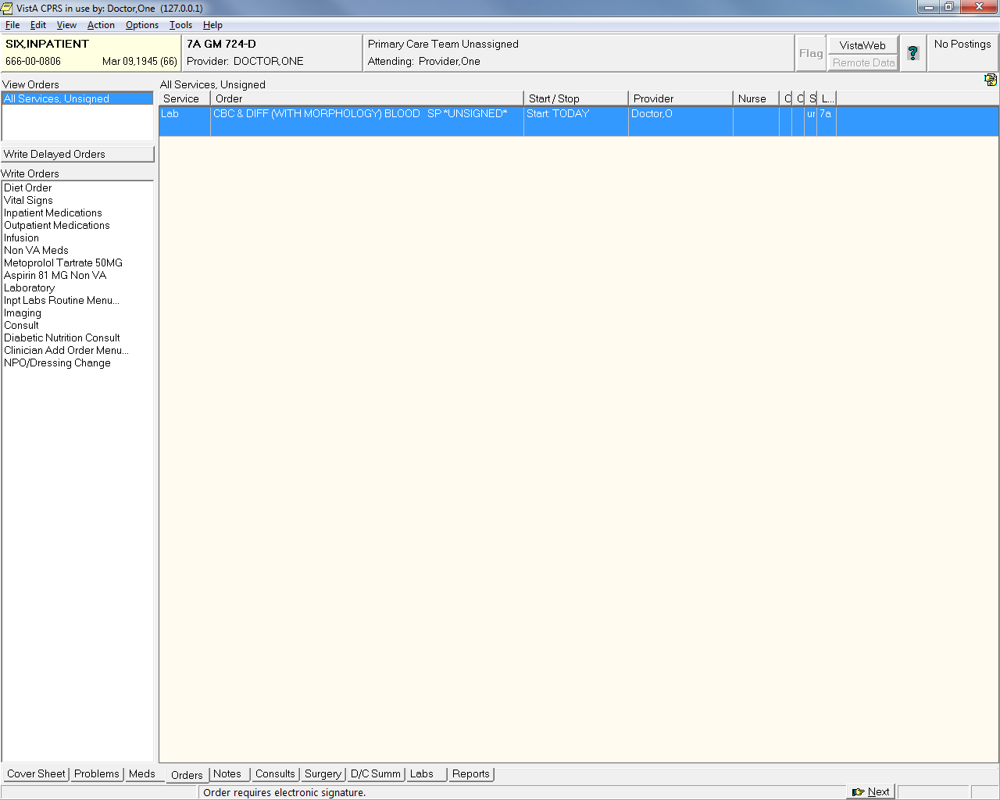 VistA CPRS in use by: Doctor,One (127.0.0.1)
File Edit View Action Options Tools Help
SIX,INPATIENT
666-00-0806 Mar 09,1945 (66)
7A GM 724-D
Provider: DOCTOR,ONE
Primary Care Team Unassigned
Attending: Provider,One
Flag
VistaWeb
Remote Data
?
No Postings
View Orders
All Services, Unsigned
Write Delayed Orders
Write Orders
Diet Order
Vital Signs
Inpatient Medications
Outpatient Medications
Infusion
Non VA Meds
Metoprolol Tartrate 50MG
Aspirin 81 MG Non VA
Laboratory
Inpt Labs Routine Menu...
Imaging
Consult
Diabetic Nutrition Consult
Clinician Add Order Menu...
NPO/Dressing Change
All Services, Unsigned
Service Order Start / Stop Provider Nurse C C S L...
Lab CBC & DIFF (WITH MORPHOLOGY) BLOOD SP *UNSIGNED* Start: TODAY Doctor,O ur 7a
Cover Sheet Problems Meds Orders Notes Consults Surgery D/C Summ Labs Reports
Order requires electronic signature.
Next